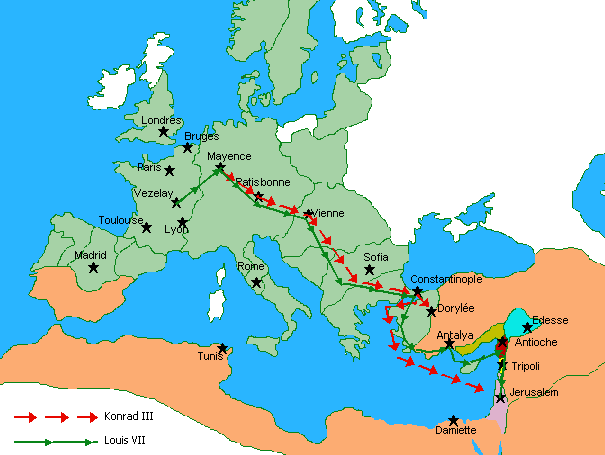 Londres
Bruges
Mayence
Paris
Ratisbonne
Vezelay
Vienne
Toulouse
Lyon
Madrid
Sofia
Rome
Constantinople
Dorylée
Edesse
Antalya
Antioche
Tunis
Tripoli
Jerusalem
Konrad III
Damiette
Louis VII